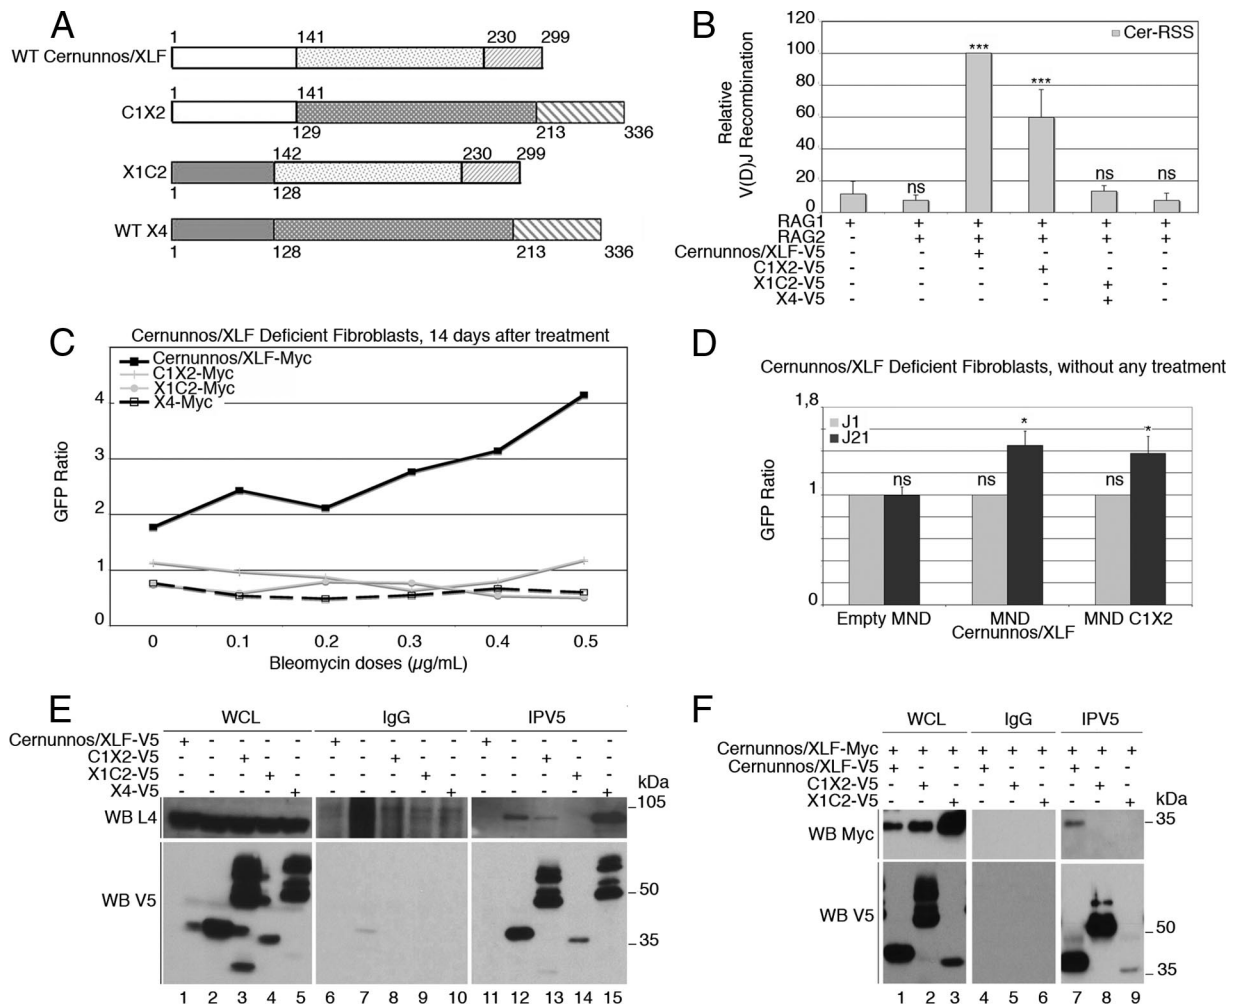 A
1 141 230 299
WT Cernunnos/XLF
1 141
C1X2
129 213 336
142 230 299
X1C2
1 128
WT X4
1 128 213 336
B
120
100
80
60
40
20
0
Relative
V(D)J Recombination
Cer-RSS
ns *** *** ns ns
RAG1 + + + + + +
RAG2 - + + + + +
Cernunnos/XLF-V5 - - + - - -
C1X2-V5 - - - + - -
X1C2-V5 - - - - + -
X4-V5 - - - - + -
C
Cernunnos/XLF Deficient Fibroblasts, 14 days after treatment
Cernunnos/XLF-Myc
C1X2-Myc
X1C2-Myc
X4-Myc
4
3
2
1
0
GFP Ratio
0 0.1 0.2 0.3 0.4 0.5
Bleomycin doses (µg/mL)
D
Cernunnos/XLF Deficient Fibroblasts, without any treatment
1,8
1
0
GFP Ratio
J1
J21
ns ns * ns *
Empty MND MND MND C1X2
Cernunnos/XLF
E
WCL IgG IPV5
Cernunnos/XLF-V5 + - - - - + - - - - + - - - -
C1X2-V5 - - + - - - - + - - - - + - -
X1C2-V5 - - - + - - - - + - - - - + -
X4-V5 - - - - + - - - - + - - - - +
kDa
WB L4
105
WB V5
50
35
1 2 3 4 5 6 7 8 9 10 11 12 13 14 15
F
WCL IgG IPV5
Cernunnos/XLF-Myc + + + + + + + + +
Cernunnos/XLF-V5 + - - + - - + - -
C1X2-V5 - + - - + - - + -
X1C2-V5 - - + - - + - - +
kDa
WB Myc
35
WB V5
50
35
1 2 3 4 5 6 7 8 9